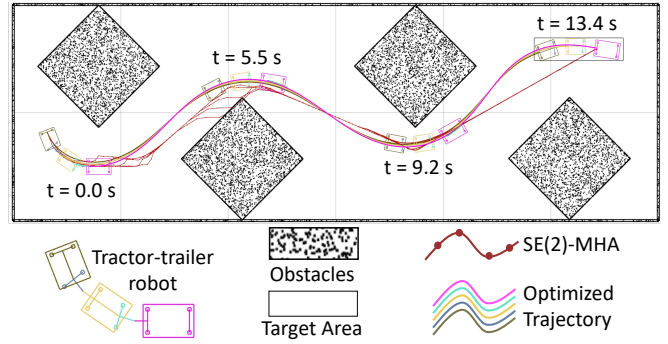 t = 13.4 s
t = 5.5 s
t = 0.0 s
t = 9.2 s
Tractor-trailer
robot
Obstacles
Target Area
SE(2)-MHA
Optimized
Trajectory